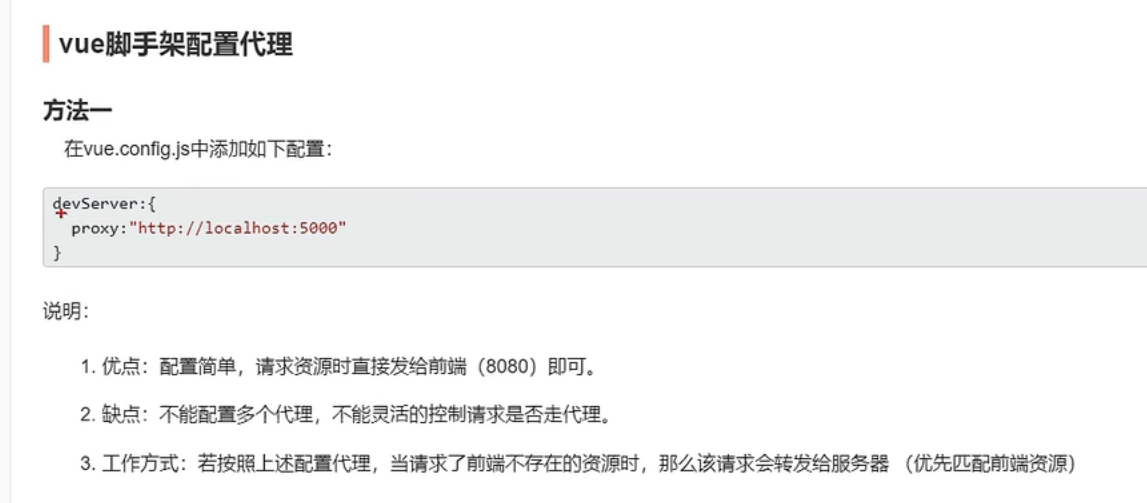 vue脚手架配置代理
方法一
在vue.config.js中添加如下配置：
devServer:{
  proxy:"http://localhost:5000"
}
说明：
1. 优点：配置简单，请求资源时直接发给前端（8080）即可。
2. 缺点：不能配置多个代理，不能灵活的控制请求是否走代理。
3. 工作方式：若按照上述配置代理，当请求了前端不存在的资源时，那么该请求会转发给服务器 （优先匹配前端资源）